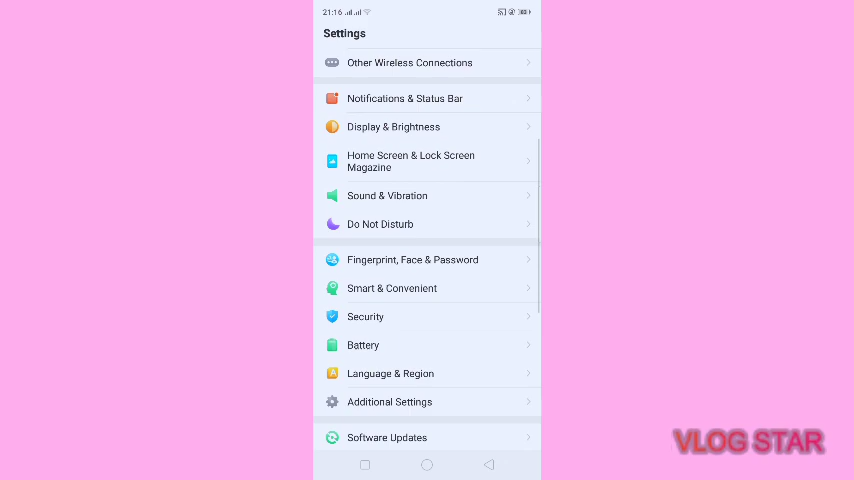 21:16
Settings
Other Wireless Connections
Notifications & Status Bar
Display & Brightness
Home Screen & Lock Screen
Magazine
Sound & Vibration
Do Not Disturb
Fingerprint, Face & Password
Smart & Convenient
Security
Battery
Language & Region
Additional Settings
Software Updates
VLOG STAR